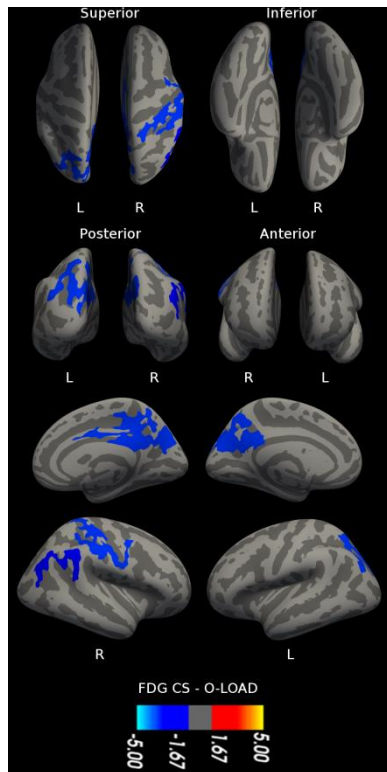 Superior Inferior
L R L R
Posterior Anterior
L R R L
R L
FDG CS - O-LOAD
-5.00 -1.67 1.67 5.00